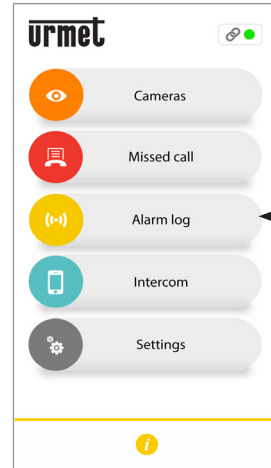 urmet
Cameras
Missed call
Alarm log
Intercom
Settings
i